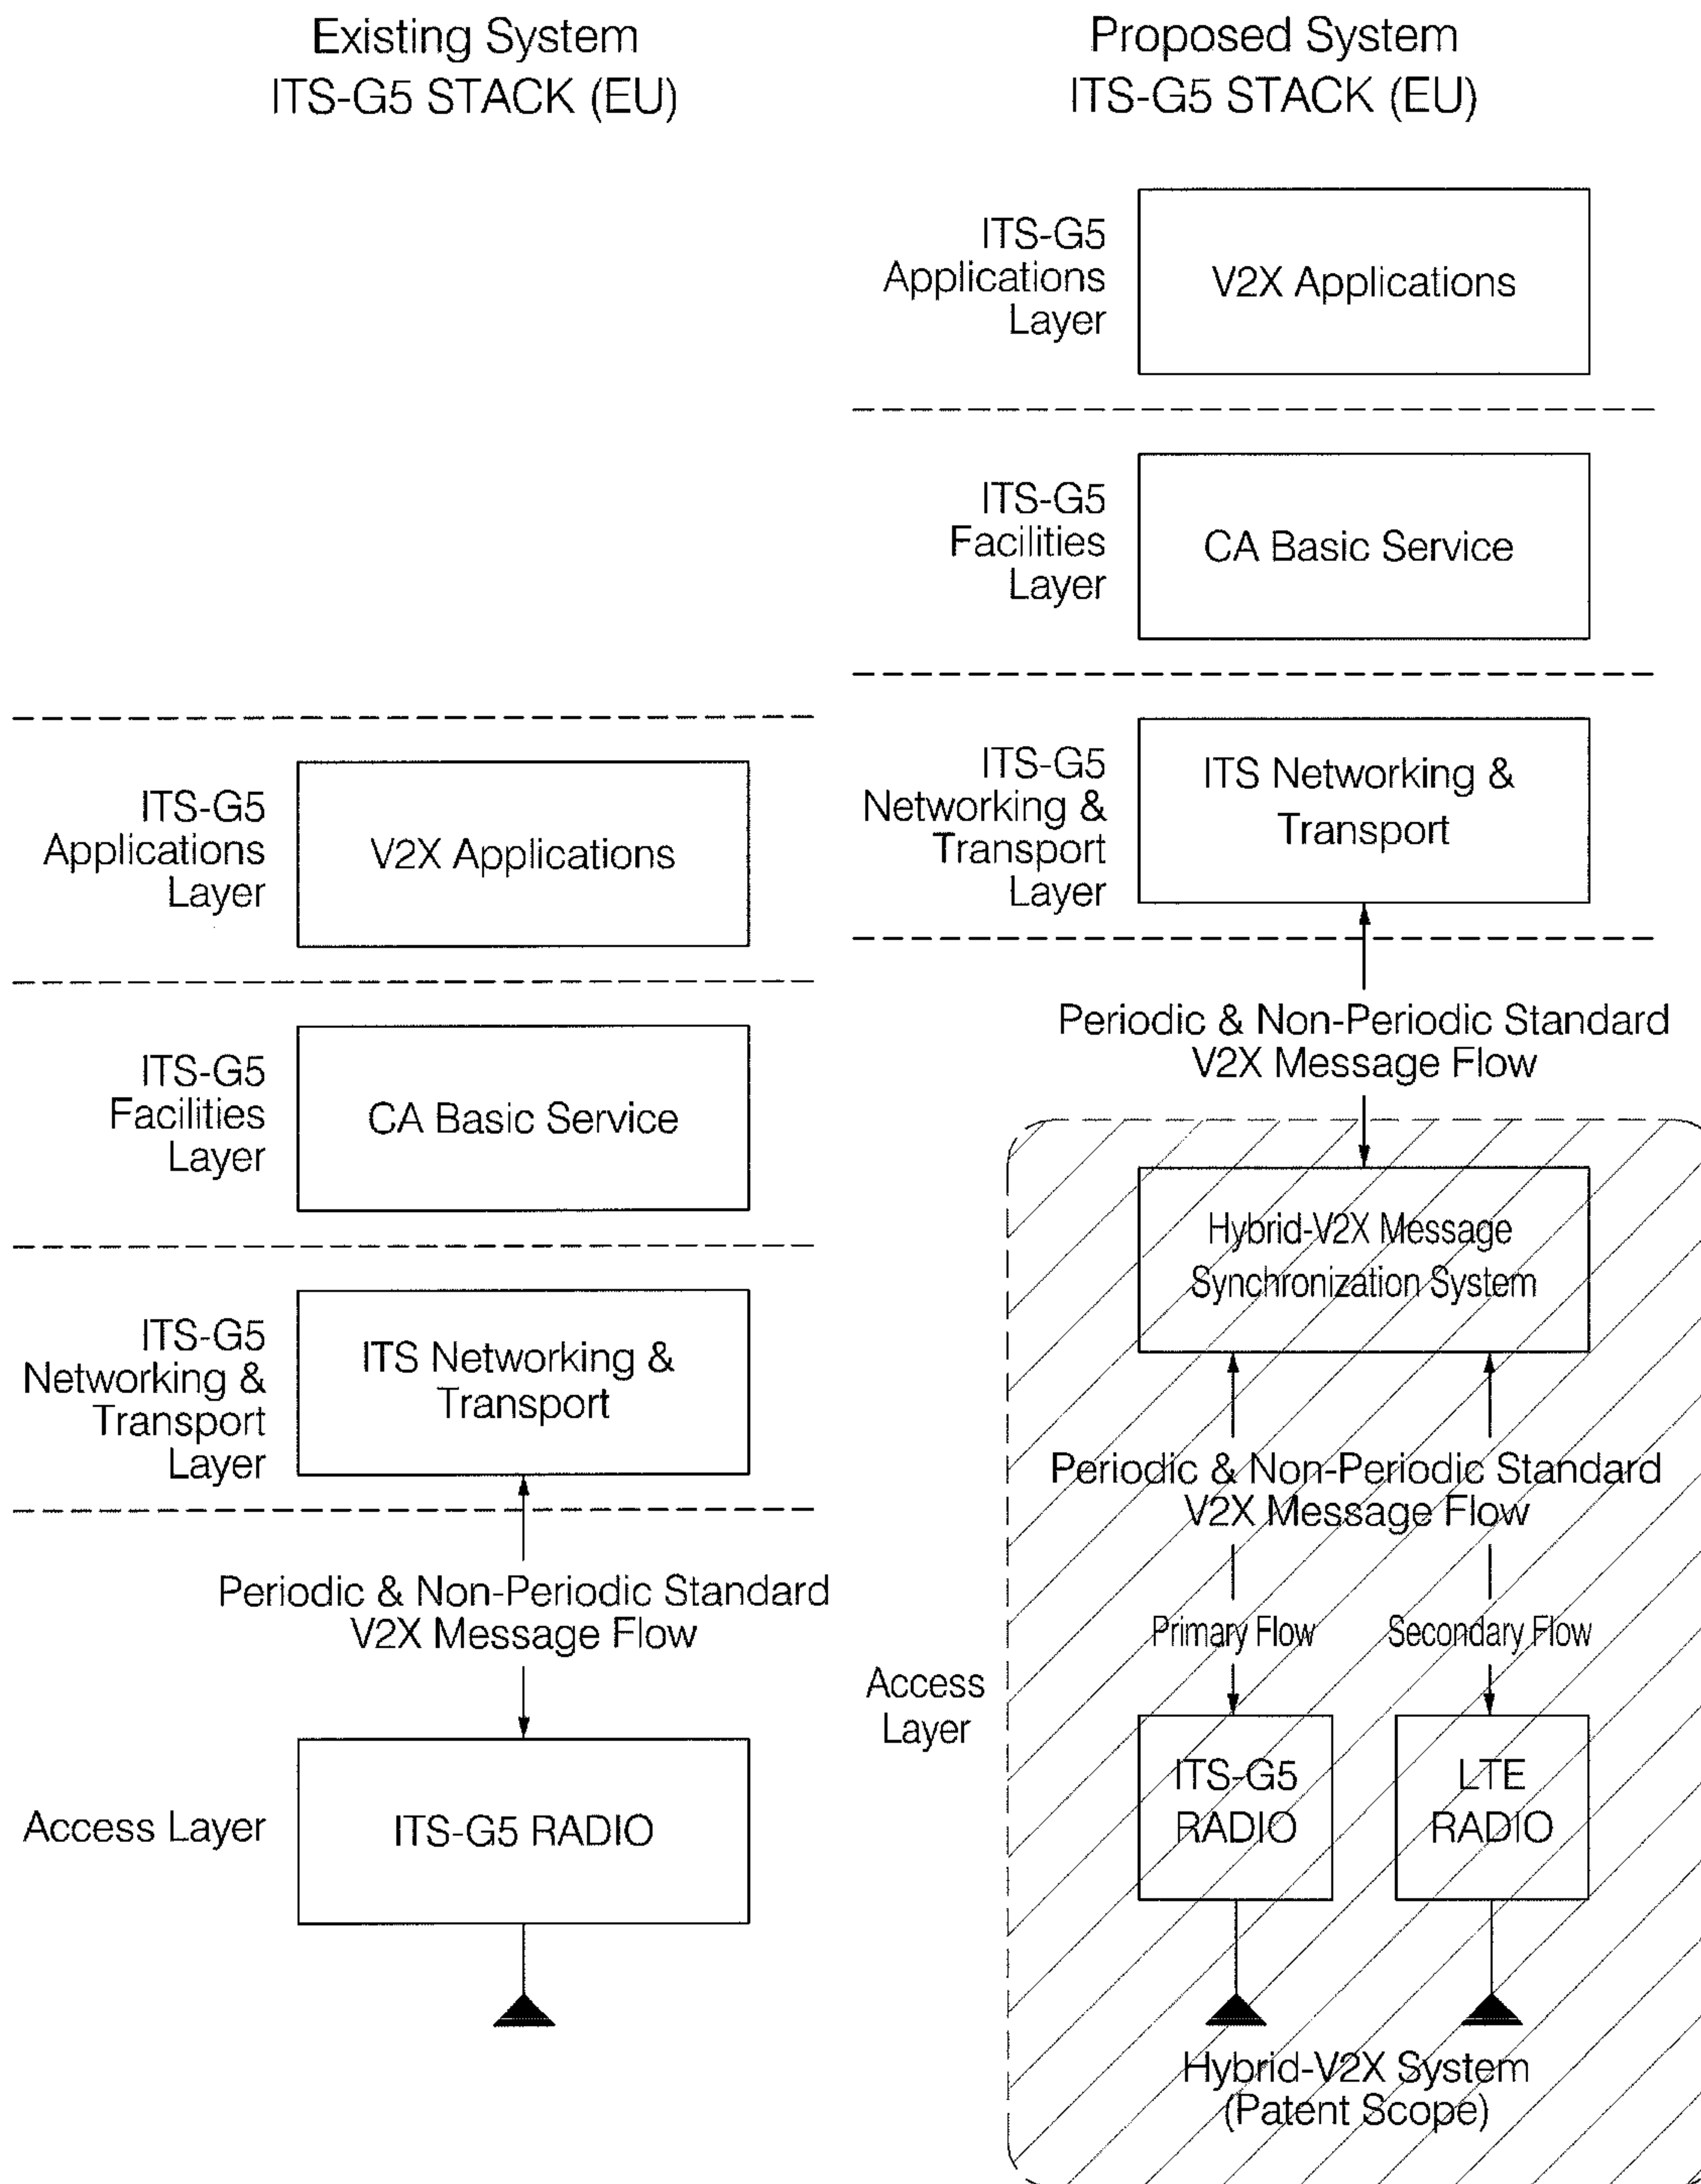 Existing System
ITS-G5 STACK (EU)
ITS-G5
Applications
Layer
V2X Applications
ITS-G5
Facilities
Layer
CA Basic Service
ITS-G5
Networking &
Transport
Layer
ITS Networking &
Transport
Periodic & Non-Periodic Standard
V2X Message Flow
Access Layer
ITS-G5 RADIO
Proposed System
ITS-G5 STACK (EU)
ITS-G5
Applications
Layer
V2X Applications
ITS-G5
Facilities
Layer
CA Basic Service
ITS-G5
Networking &
Transport
Layer
ITS Networking &
Transport
Periodic & Non-Periodic Standard
V2X Message Flow
Hybrid-V2X Message
Synchronization System
Periodic & Non-Periodic Standard
V2X Message Flow
Primary Flow
Secondary Flow
Access
Layer
ITS-G5
RADIO
LTE
RADIO
Hybrid-V2X System
(Patent Scope)